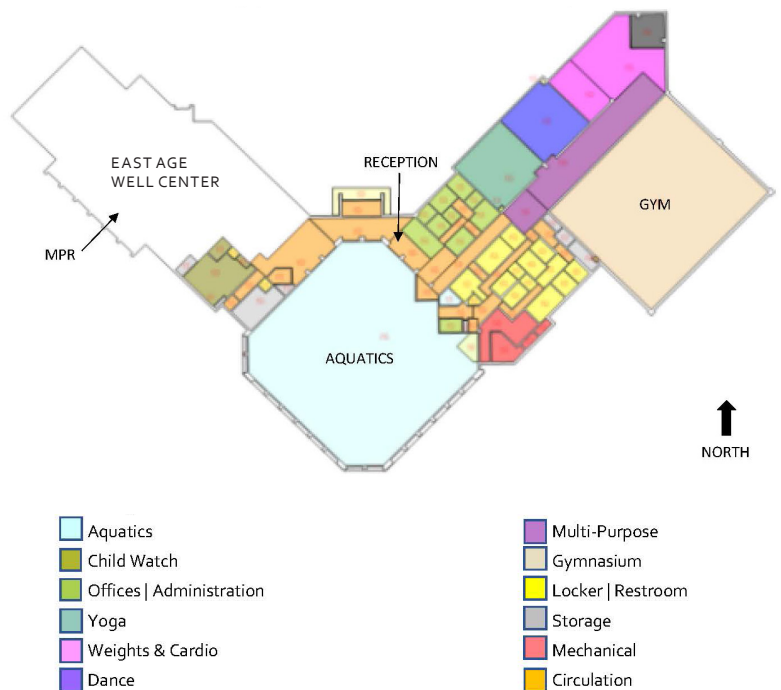 EAST AGE
WELL CENTER
RECEPTION
GYM
MPR
AQUATICS
NORTH
Aquatics
Child Watch
Offices | Administration
Yoga
Weights & Cardio
Dance
Multi-Purpose
Gymnasium
Locker | Restroom
Storage
Mechanical
Circulation